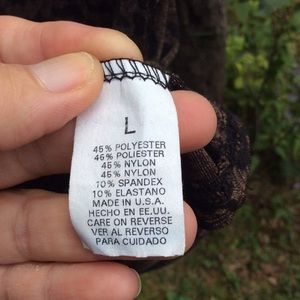 L
45% POLYESTER
45% POLIESTER
45% NYLON
45% NYLON
10% SPANDEX
10% ELASTANO
MADE IN U.S.A.
HECHO EN EE.UU.
CARE ON REVERSE
VER AL REVERSO
PARA CUIDADO